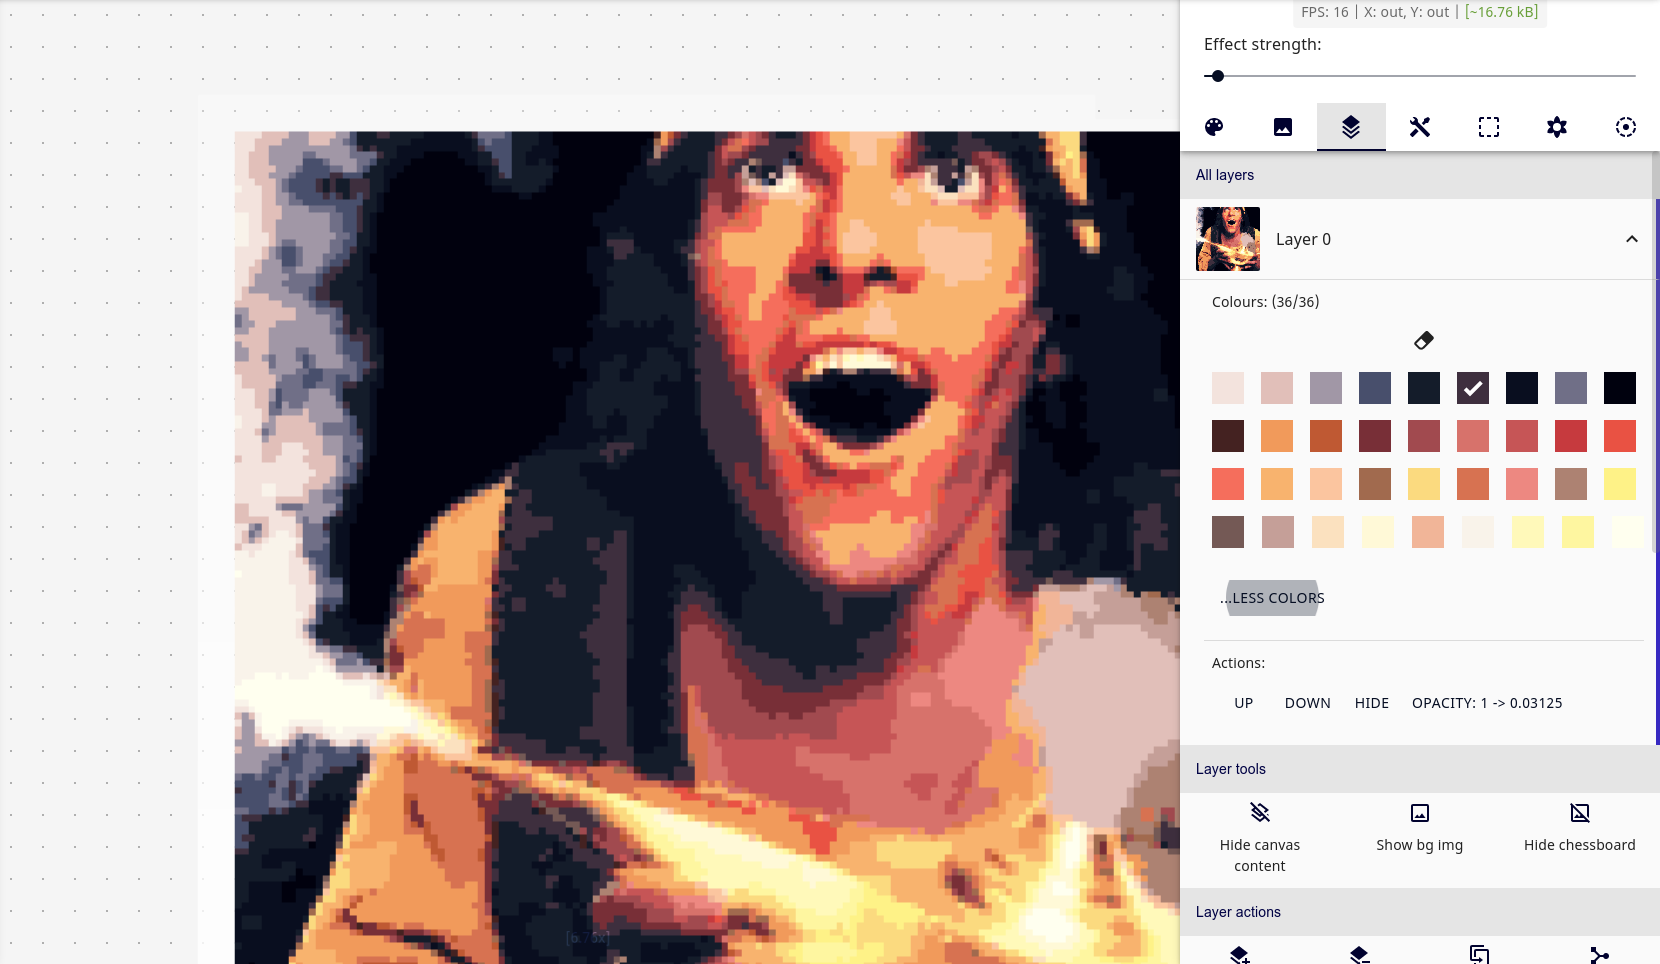 FPS: 16 | X: out, Y: out | [~16.76 kB]
Effect strength:
All layers
Layer 0
Colours: (36/36)
...LESS COLORS
Actions:
UP DOWN HIDE OPACITY: 1 -> 0.03125
Layer tools
Hide canvas content
Show bg img
Hide chessboard
Layer actions